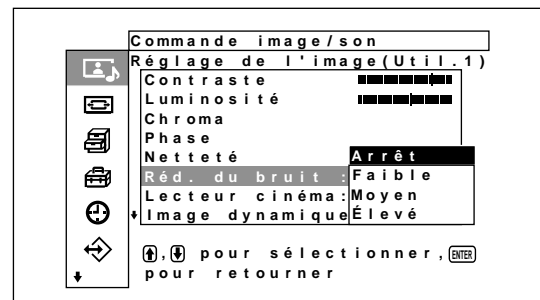 Commande image/son
Réglage de l'image(Util.1)
Contraste
Luminosité
Chroma
Phase
Netteté
Arrêt
Réd. du bruit :
Faible
Lecteur cinéma:
Moyen
Image dynamique
Élevé
, pour sélectionner, ENTER
pour retourner